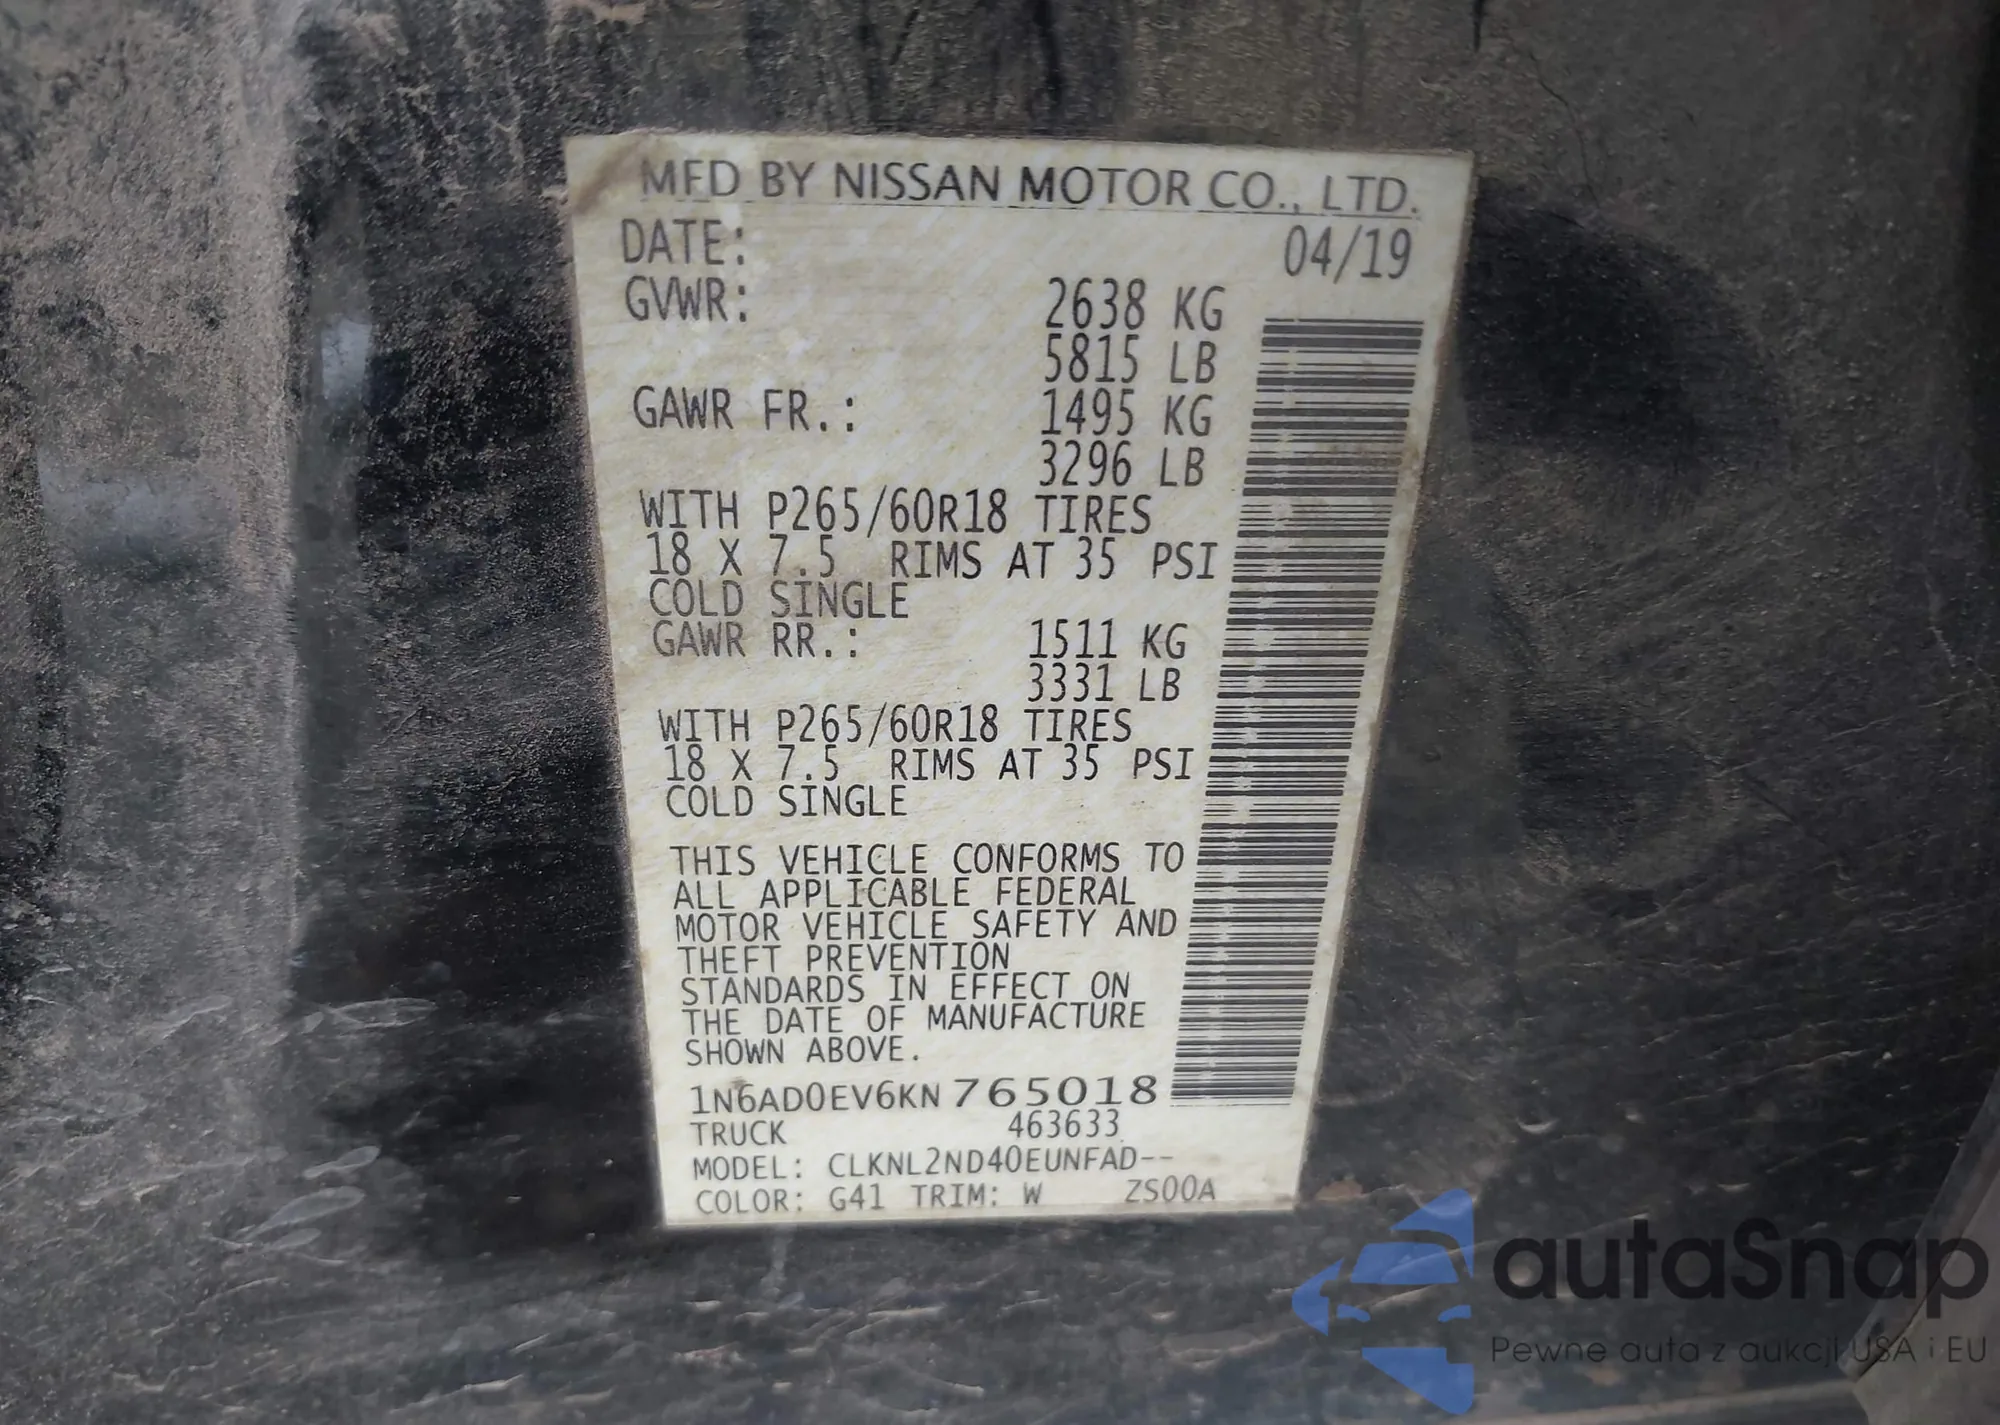 MFD BY NISSAN MOTOR CO., LTD.
DATE: 04/19
GVWR: 2638 KG
5815 LB
GAWR FR.: 1495 KG
3296 LB
WITH P265/60R18 TIRES
18 X 7.5 RIMS AT 35 PSI
COLD SINGLE
GAWR RR.: 1511 KG
3331 LB
WITH P265/60R18 TIRES
18 X 7.5 RIMS AT 35 PSI
COLD SINGLE
THIS VEHICLE CONFORMS TO
ALL APPLICABLE FEDERAL
MOTOR VEHICLE SAFETY AND
THEFT PREVENTION
STANDARDS IN EFFECT ON
THE DATE OF MANUFACTURE
SHOWN ABOVE.
1N6AD0EV6KN765018
TRUCK 463633
MODEL: CLKNL2ND40EUNFAD--
COLOR: G41 TRIM: W ZS00A
autaSnap
Pewne auta z aukcji USA i EU